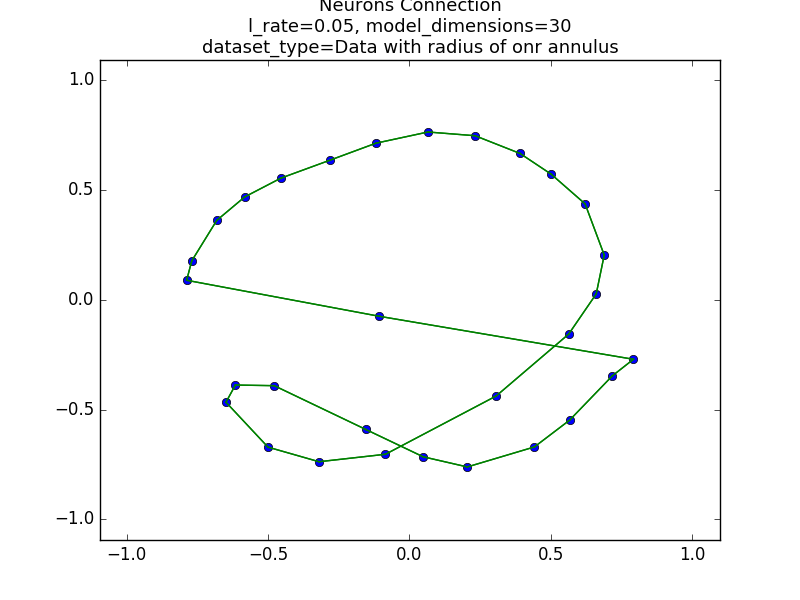 Neurons Connection
l_rate=0.05, model_dimensions=30
dataset_type=Data with radius of onr annulus
1.0
0.5
0.0
−0.5
−1.0
−1.0 −0.5 0.0 0.5 1.0